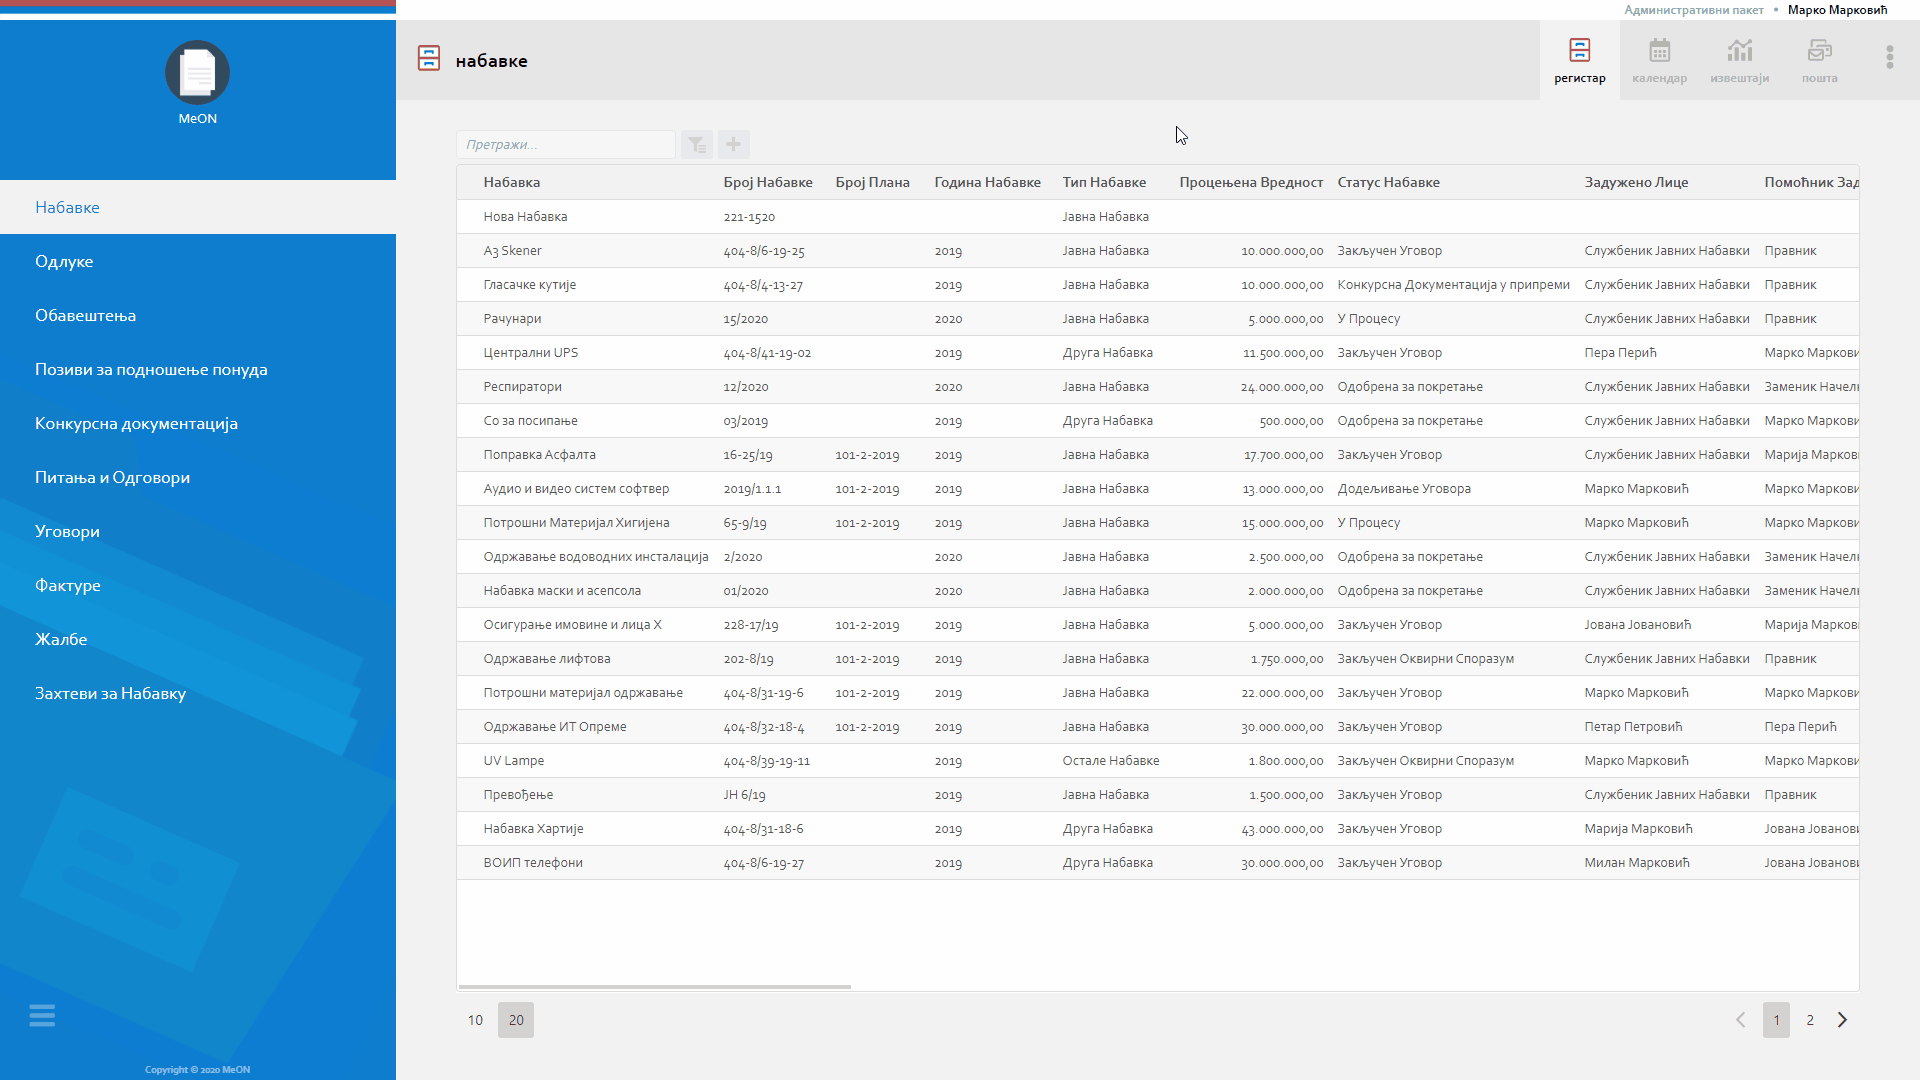 Административни пакет • Марко Марковић
MeON
набавке
регистар
календар
извештаји
пошта
Набавке
Одлуке
Обавештења
Позиви за подношење понуда
Конкурсна документација
Питања и Одговори
Уговори
Фактуре
Жалбе
Захтеви за Набавку
Copyright © 2020 MeON
Претражи...
Набавка Број Набавке Број Плана Година Набавке Тип Набавке Процењена Вредност Статус Набавке Задужено Лице Помоћник Зад
Нова Набавка 221-1520 Јавна Набавка
А3 Skener 404-8/6-19-25 2019 Јавна Набавка 10.000.000,00 Закључен Уговор Службеник Јавних Набавки Правник
Гласачке кутије 404-8/4-13-27 2019 Јавна Набавка 10.000.000,00 Конкурсна Документација у припреми Службеник Јавних Набавки Правник
Рачунари 15/2020 2020 Јавна Набавка 5.000.000,00 У Процесу Службеник Јавних Набавки Правник
Централни UPS 404-8/41-19-02 2019 Друга Набавка 11.500.000,00 Закључен Уговор Пера Перић Марко Маркови
Респиратори 12/2020 2020 Јавна Набавка 24.000.000,00 Одобрена за покретање Службеник Јавних Набавки Заменик Начел
Со за посипање 03/2019 2019 Друга Набавка 500.000,00 Одобрена за покретање Службеник Јавних Набавки Марко Маркови
Поправка Асфалта 16-25/19 101-2-2019 2019 Јавна Набавка 17.700.000,00 Закључен Уговор Службеник Јавних Набавки Марија Марков
Аудио и видео систем софтвер 2019/1.1.1 101-2-2019 2019 Јавна Набавка 13.000.000,00 Додељивање Уговора Марко Марковић Марко Маркови
Потрошни Материјал Хигијена 65-9/19 101-2-2019 2019 Јавна Набавка 15.000.000,00 У Процесу Марко Марковић Марко Маркови
Одржавање водоводних инсталација 2/2020 2020 Јавна Набавка 2.500.000,00 Одобрена за покретање Службеник Јавних Набавки Заменик Начел
Набавка маски и асепсола 01/2020 2020 Јавна Набавка 2.000.000,00 Одобрена за покретање Службеник Јавних Набавки Заменик Начел
Осигурање имовине и лица X 228-17/19 101-2-2019 2019 Јавна Набавка 5.000.000,00 Закључен Уговор Јована Јовановић Марија Марков
Одржавање лифтова 202-8/19 101-2-2019 2019 Јавна Набавка 1.750.000,00 Закључен Оквирни Споразум Службеник Јавних Набавки Правник
Потрошни материјал одржавање 404-8/31-19-6 101-2-2019 2019 Јавна Набавка 22.000.000,00 Закључен Уговор Марко Марковић Марко Маркови
Одржавање ИТ Опреме 404-8/32-18-4 101-2-2019 2019 Јавна Набавка 30.000.000,00 Закључен Уговор Петар Петровић Пера Перић
UV Lampe 404-8/39-19-11 2019 Остале Набавке 1.800.000,00 Закључен Оквирни Споразум Марко Марковић Марко Маркови
Превођење ЈН 6/19 2019 Јавна Набавка 1.500.000,00 Закључен Уговор Службеник Јавних Набавки Правник
Набавка Хартије 404-8/31-18-6 2019 Друга Набавка 43.000.000,00 Закључен Уговор Марија Марковић Јована Јованови
ВОИП телефони 404-8/6-19-27 2019 Друга Набавка 30.000.000,00 Закључен Уговор Милан Марковић Јована Јованови
10 20 1 2